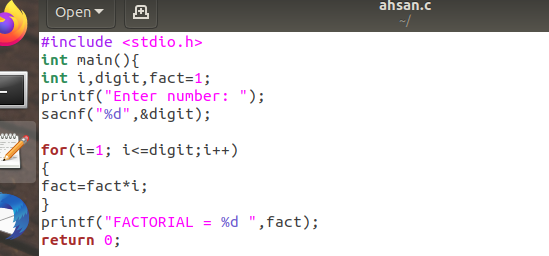 Open
ahsan.c
~/
#include <stdio.h>
int main(){
int i,digit,fact=1;
printf("Enter number: ");
sacnf("%d",&digit);
for(i=1; i<=digit;i++)
{
fact=fact*i;
}
printf("FACTORIAL = %d ",fact);
return 0;